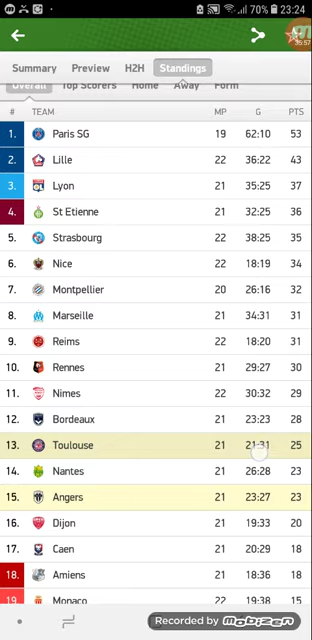 70% 23:24
35:57
Summary Preview H2H Standings
Overall Top Scorers Home Away Form
# TEAM MP G PTS
1. Paris SG 19 62:10 53
2. Lille 22 36:22 43
3. Lyon 21 35:25 37
4. St Etienne 21 32:25 36
5. Strasbourg 22 38:25 35
6. Nice 22 18:19 34
7. Montpellier 20 26:16 32
8. Marseille 21 34:31 31
9. Reims 22 18:20 31
10. Rennes 21 29:27 30
11. Nimes 22 30:32 29
12. Bordeaux 21 23:23 28
13. Toulouse 21 21:31 25
14. Nantes 21 26:28 23
15. Angers 21 23:27 23
16. Dijon 21 19:33 20
17. Caen 21 20:29 18
18. Amiens 21 18:36 18
19. Monaco 22 19:38 15
Recorded by Mobizen